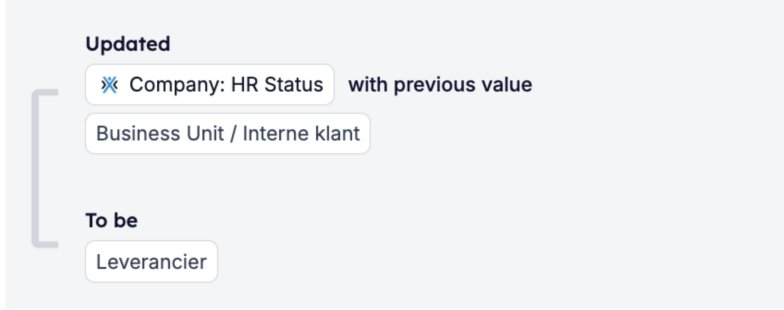 Updated
Company: HR Status with previous value
Business Unit / Interne klant
To be
Leverancier